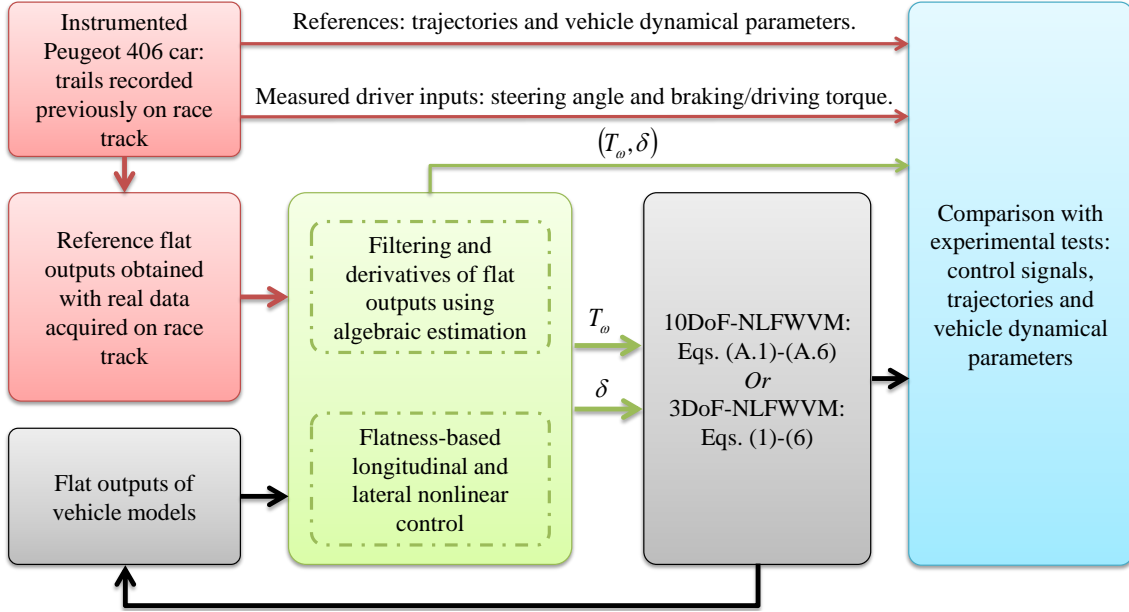 Instrumented
Peugeot 406 car:
trails recorded
previously on race
track
References: trajectories and vehicle dynamical parameters.
Measured driver inputs: steering angle and braking/driving torque.
(T_ω, δ)
Reference flat
outputs obtained
with real data
acquired on race
track
Filtering and
derivatives of flat
outputs using
algebraic estimation
T_ω
δ
Flatness-based
longitudinal and
lateral nonlinear
control
Flat outputs of
vehicle models
10DoF-NLFWVM:
Eqs. (A.1)-(A.6)
Or
3DoF-NLFWVM:
Eqs. (1)-(6)
Comparison with
experimental tests:
control signals,
trajectories and
vehicle dynamical
parameters